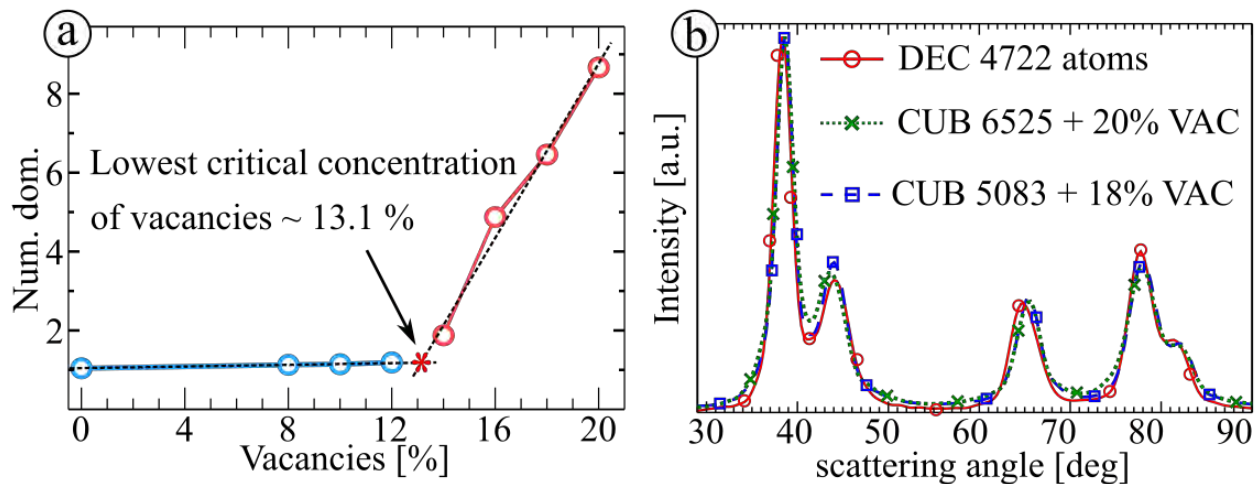 a
Num. dom.
8
6
4
2
Lowest critical concentration
of vacancies ~ 13.1 %
0 4 8 12 16 20
Vacancies [%]
b
Intensity [a.u.]
DEC 4722 atoms
CUB 6525 + 20% VAC
CUB 5083 + 18% VAC
30 40 50 60 70 80 90
scattering angle [deg]